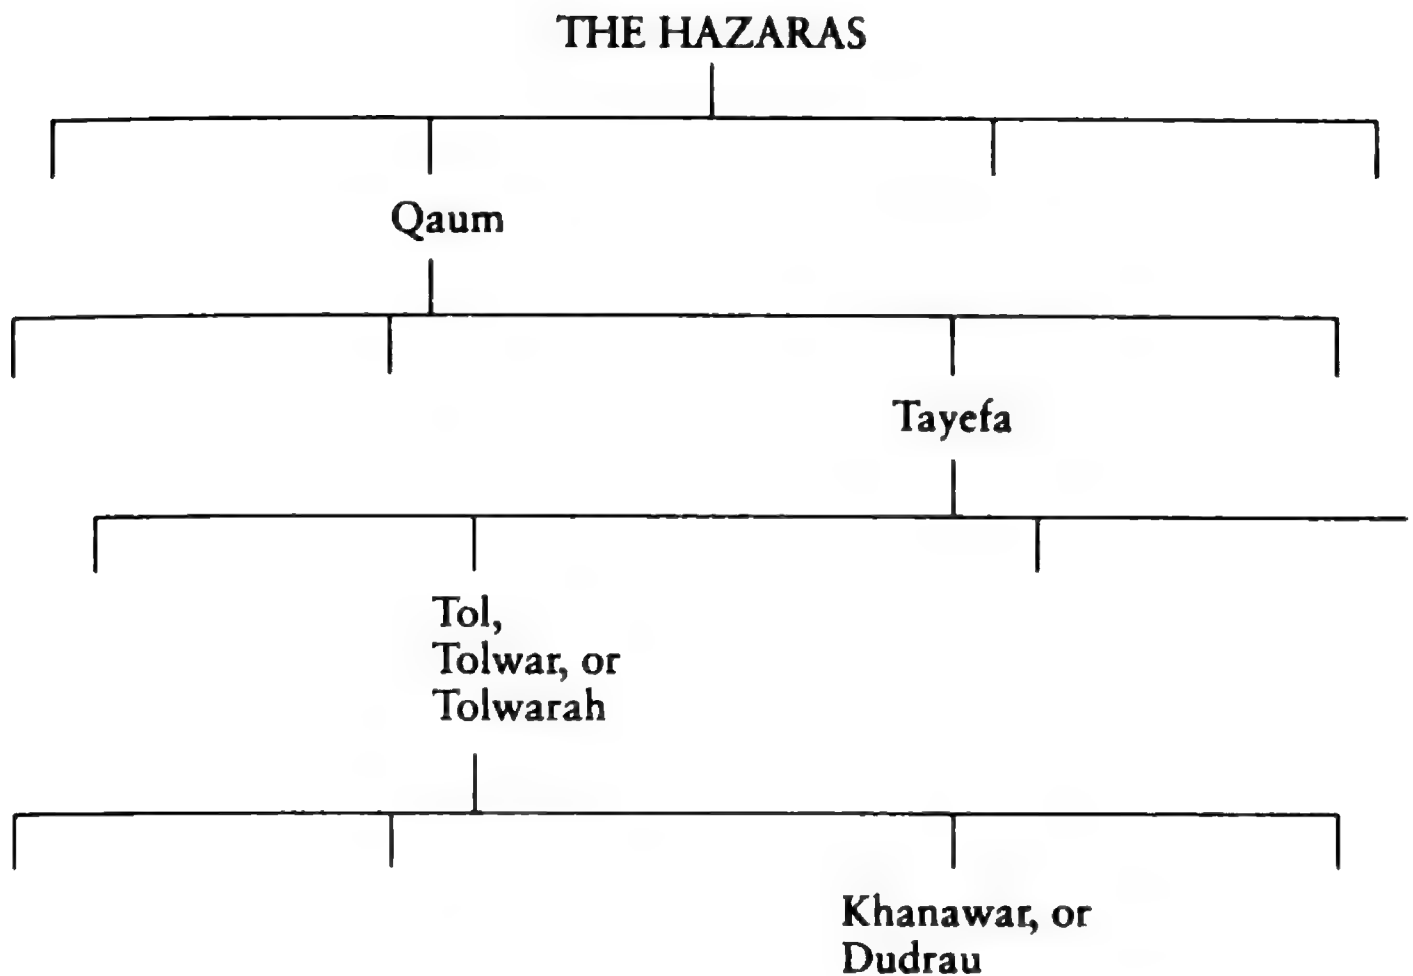 THE HAZARAS
Qaum
Tayefa
Tol,
Tolwar, or
Tolwarah
Khanawar, or
Dudrau